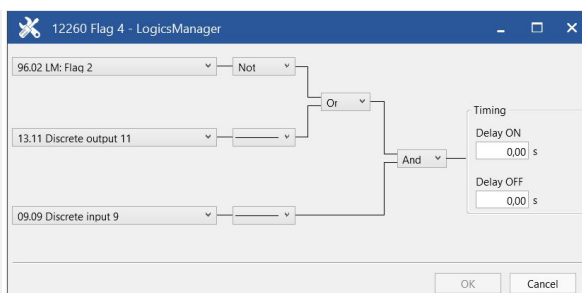 12260 Flag 4 - LogicsManager
96.02 LM: Flag 2
Not
Or
13.11 Discrete output 11
And
09.09 Discrete input 9
Timing
Delay ON
0,00 s
Delay OFF
0,00 s
OK
Cancel